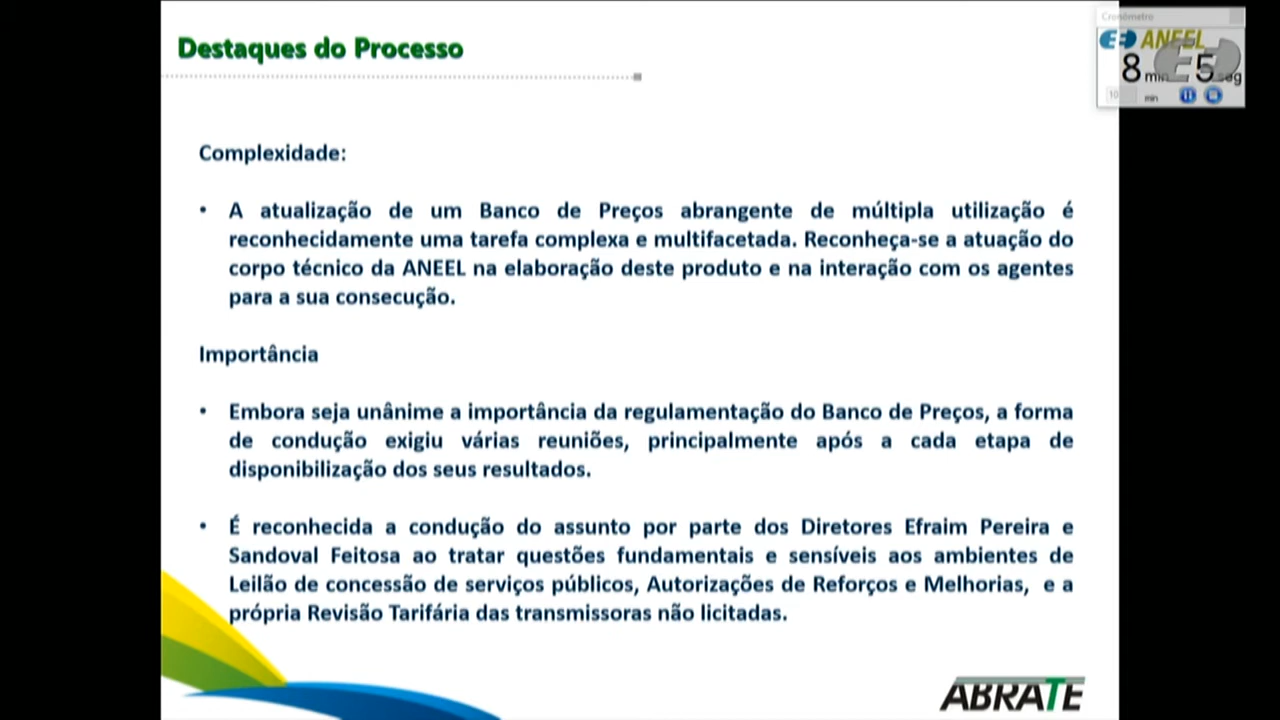 Destaques do Processo
Cronômetro
ANEEL
8 min 5 seg
10 min
Complexidade:
• A atualização de um Banco de Preços abrangente de múltipla utilização é
reconhecidamente uma tarefa complexa e multifacetada. Reconheça-se a atuação do
corpo técnico da ANEEL na elaboração deste produto e na interação com os agentes
para a sua consecução.
Importância
• Embora seja unânime a importância da regulamentação do Banco de Preços, a forma
de condução exigiu várias reuniões, principalmente após a cada etapa de
disponibilização dos seus resultados.
• É reconhecida a condução do assunto por parte dos Diretores Efraim Pereira e
Sandoval Feitosa ao tratar questões fundamentais e sensíveis aos ambientes de
Leilão de concessão de serviços públicos, Autorizações de Reforços e Melhorias, e a
própria Revisão Tarifária das transmissoras não licitadas.
ABRATE